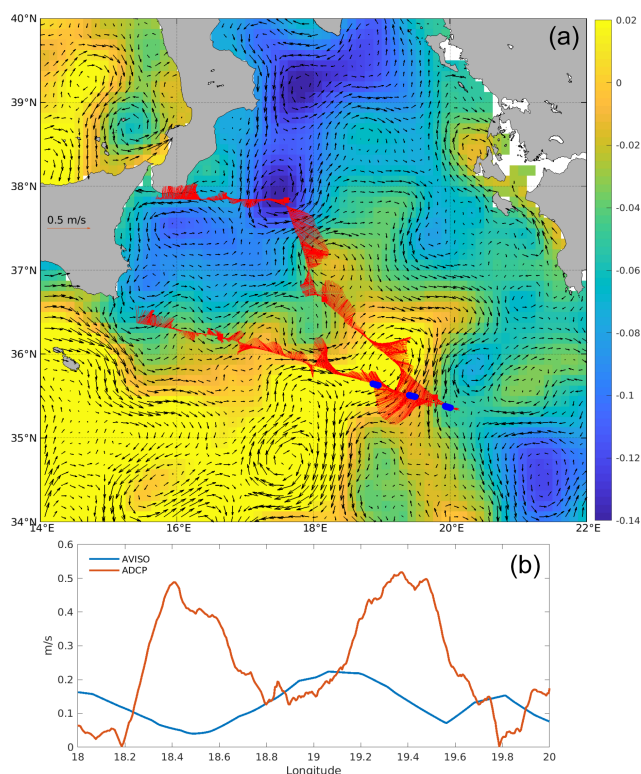 (a)
40°N
39°N
38°N
37°N
36°N
35°N
34°N
14°E
16°E
18°E
20°E
22°E
0.5 m/s
0.02
0
-0.02
-0.04
-0.06
-0.08
-0.1
-0.12
-0.14
(b)
AVISO
ADCP
0.6
0.5
0.4
0.3
0.2
0.1
0
m/s
18
18.2
18.4
18.6
18.8
19
19.2
19.4
19.6
19.8
20
Longitude